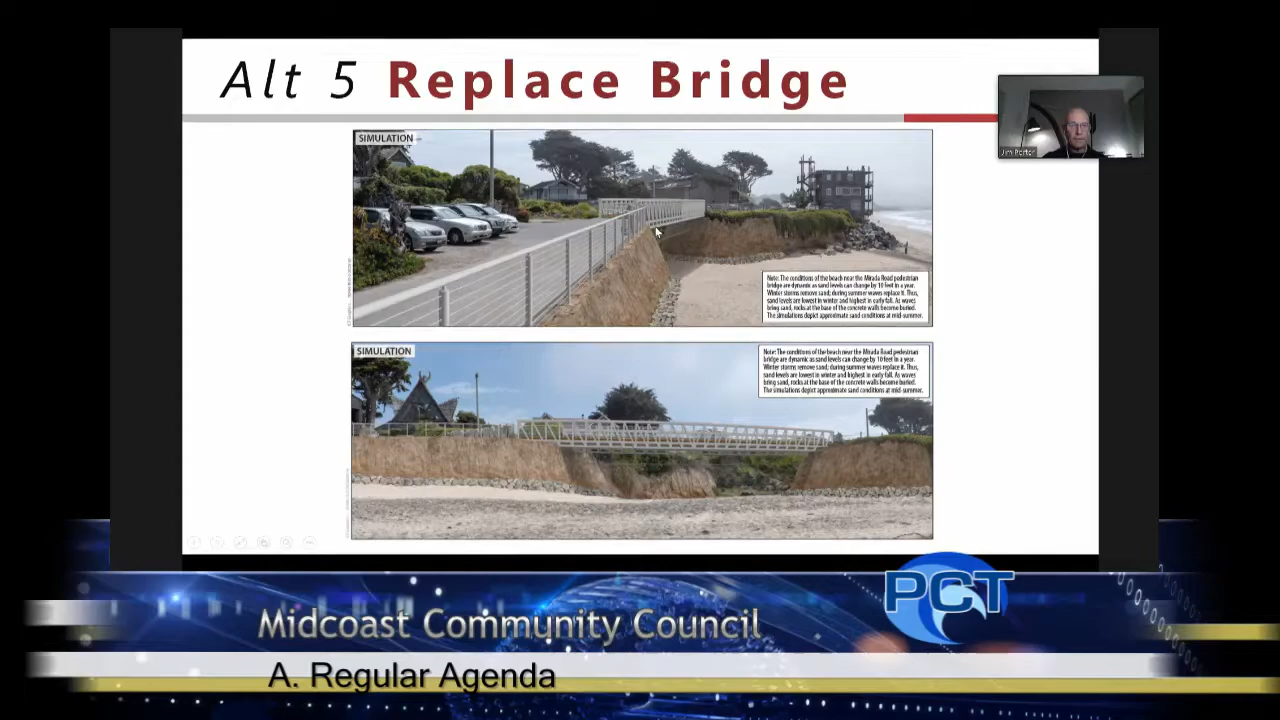 Alt 5 Replace Bridge
SIMULATION
Jim Porter
Note: The conditions of the beach near the Mirada Road pedestrian
bridge are dynamic as sand levels can change by 10 feet in a year.
Winter storms remove sand; during summer waves replace it. Thus,
sand levels are lowest in winter and highest in early fall. As waves
bring sand, rocks at the base of the concrete walls become buried.
The simulations depict approximate sand conditions at mid-summer.
SIMULATION
Note: The conditions of the beach near the Mirada Road pedestrian
bridge are dynamic as sand levels can change by 10 feet in a year.
Winter storms remove sand; during summer waves replace it. Thus,
sand levels are lowest in winter and highest in early fall. As waves
bring sand, rocks at the base of the concrete walls become buried.
The simulations depict approximate sand conditions at mid-summer.
PCT
Midcoast Community Council
A. Regular Agenda